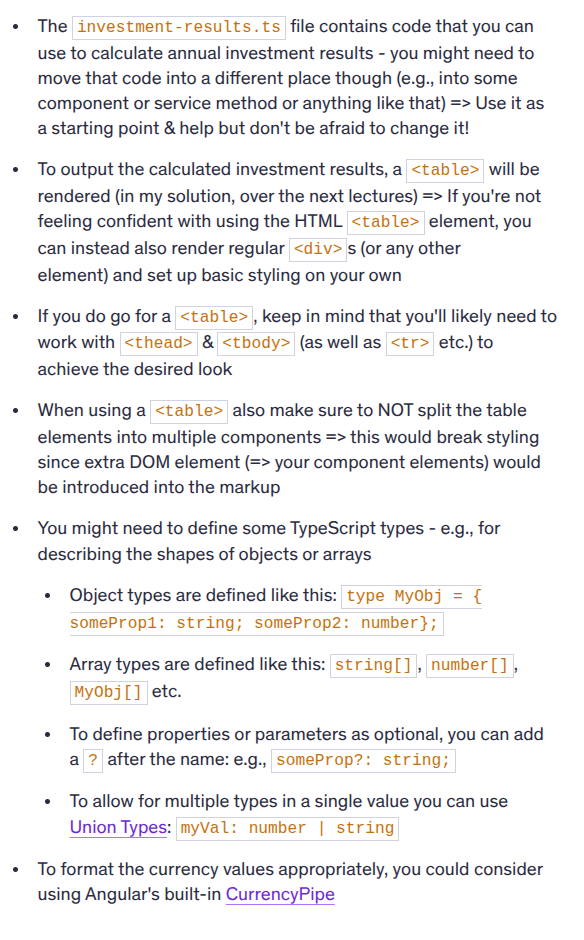 • The investment-results.ts file contains code that you can
use to calculate annual investment results - you might need to
move that code into a different place though (e.g., into some
component or service method or anything like that) => Use it as
a starting point & help but don't be afraid to change it!
• To output the calculated investment results, a <table> will be
rendered (in my solution, over the next lectures) => If you're not
feeling confident with using the HTML <table> element, you
can instead also render regular <div>s (or any other
element) and set up basic styling on your own
• If you do go for a <table>, keep in mind that you'll likely need to
work with <thead> & <tbody> (as well as <tr> etc.) to
achieve the desired look
• When using a <table> also make sure to NOT split the table
elements into multiple components => this would break styling
since extra DOM element (=> your component elements) would
be introduced into the markup
• You might need to define some TypeScript types - e.g., for
describing the shapes of objects or arrays
• Object types are defined like this: type MyObj = {
someProp1: string; someProp2: number};
• Array types are defined like this: string[], number[],
MyObj[] etc.
• To define properties or parameters as optional, you can add
a ? after the name: e.g., someProp?: string;
• To allow for multiple types in a single value you can use
Union Types: myVal: number | string
• To format the currency values appropriately, you could consider
using Angular's built-in CurrencyPipe